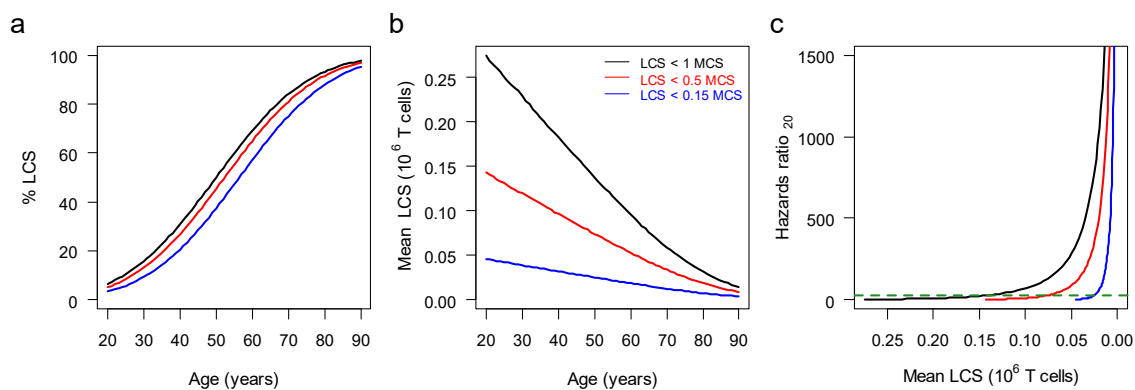 a
% LCS
100
80
60
40
20
0
20 30 40 50 60 70 80 90
Age (years)
b
Mean LCS (10⁶ T cells)
0.25
0.20
0.15
0.10
0.05
0.00
LCS < 1 MCS
LCS < 0.5 MCS
LCS < 0.15 MCS
20 30 40 50 60 70 80 90
Age (years)
c
Hazards ratio ₂₀
1500
1000
500
0
0.25 0.20 0.15 0.10 0.05 0.00
Mean LCS (10⁶ T cells)